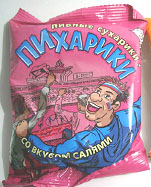 Пивные сухарики
ПИХАРИКИ
СО ВКУСОМ САЛЯМИ